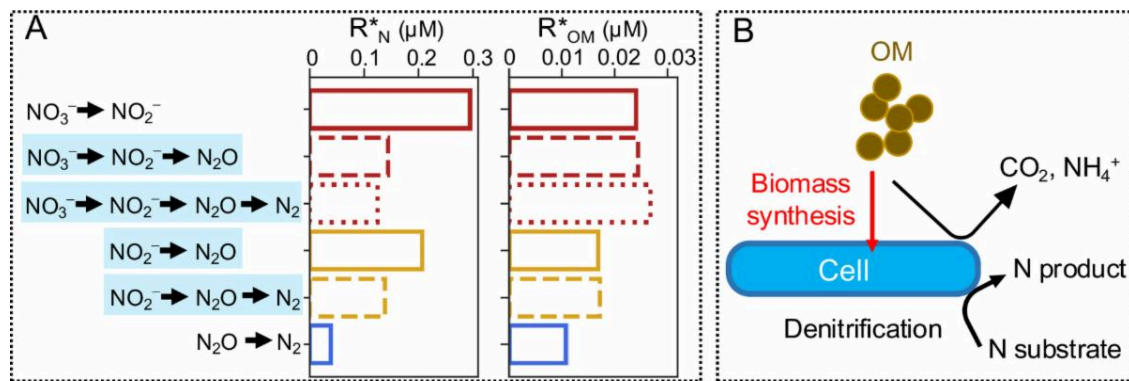 A
R*N (µM)
R*OM (µM)
0 0.1 0.2 0.3
0 0.01 0.02 0.03
NO₃⁻ → NO₂⁻
NO₃⁻ → NO₂⁻ → N₂O
NO₃⁻ → NO₂⁻ → N₂O → N₂
NO₂⁻ → N₂O
NO₂⁻ → N₂O → N₂
N₂O → N₂
B
OM
Biomass
synthesis
CO₂, NH₄⁺
Cell
N product
Denitrification
N substrate